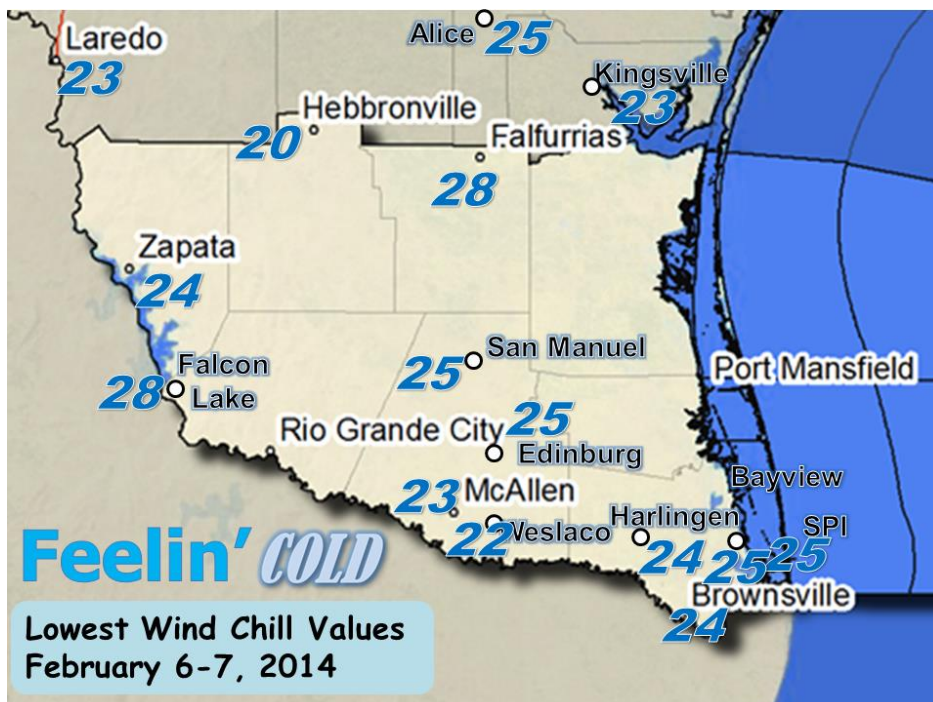 Laredo
23
Alice
25
Kingsville
23
Hebbronville
20
Falfurrias
28
Zapata
24
San Manuel
25
Falcon
Lake
28
Port Mansfield
Rio Grande City
25
Edinburg
Bayview
23
McAllen
22
Weslaco
Harlingen
24
SPI
25
25
Brownsville
24
Feelin' COLD
Lowest Wind Chill Values
February 6-7, 2014